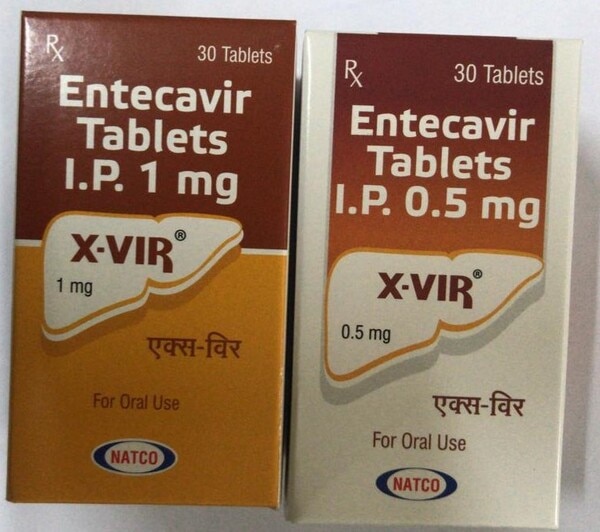 Rx
30 Tablets
Entecavir
Tablets
I.P. 1 mg
X-VIR®
1 mg
एक्स-विर
For Oral Use
NATCO
Rx
30 Tablets
Entecavir
Tablets
I.P. 0.5 mg
X-VIR®
0.5 mg
एक्स-विर
For Oral Use
NATCO